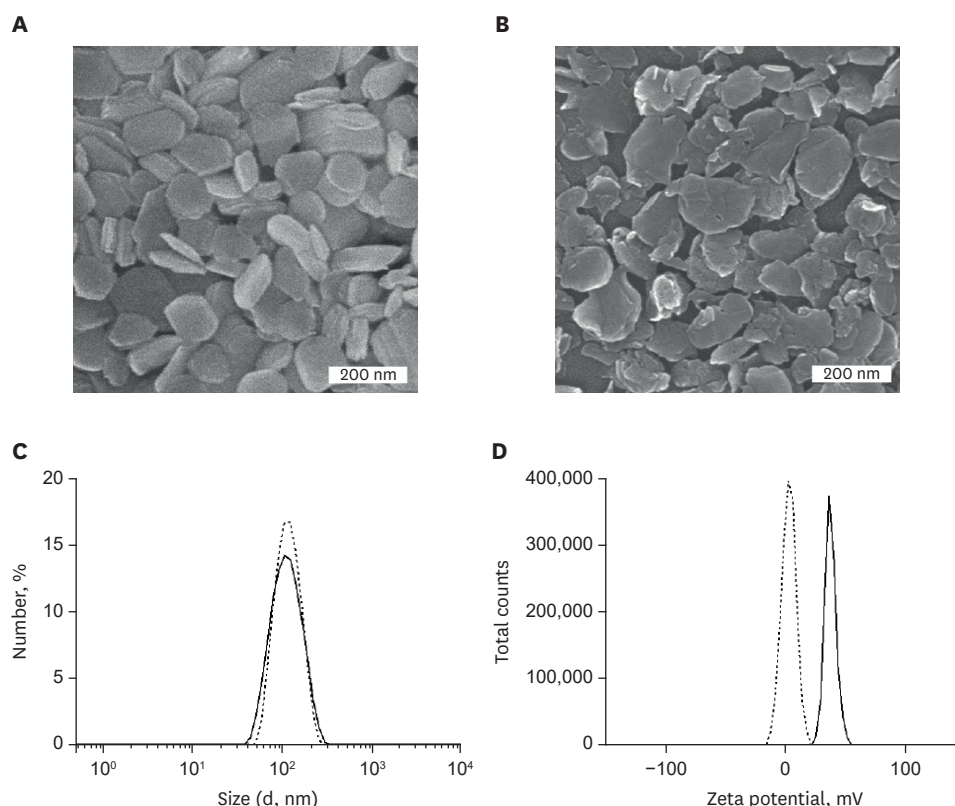 A
B
200 nm
200 nm
C
D
20
15
10
5
0
Number, %
10⁰
10¹
10²
10³
10⁴
Size (d, nm)
400,000
300,000
200,000
100,000
0
Total counts
−100
0
100
Zeta potential, mV